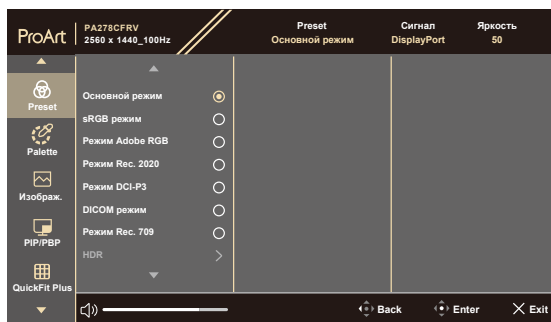 ProArt
PA278CFRV
2560 x 1440_100Hz
Preset
Основной режим
Сигнал
DisplayPort
Яркость
50
Preset
Palette
Изображ.
PIP/PBP
QuickFit Plus
Основной режим
sRGB режим
Режим Adobe RGB
Режим Rec. 2020
Режим DCI-P3
DICOM режим
Режим Rec. 709
HDR
Back
Enter
Exit